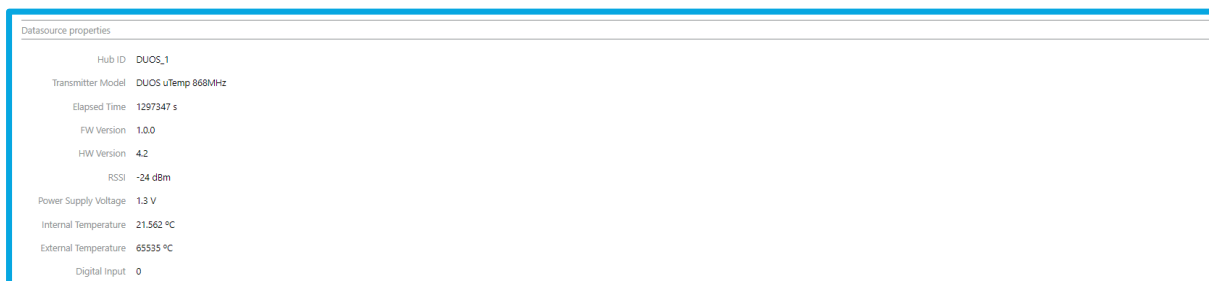 Datasource properties
Hub ID DUOS_1
Transmitter Model DUOS uTemp 868MHz
Elapsed Time 1297347 s
FW Version 1.0.0
HW Version 4.2
RSSI -24 dBm
Power Supply Voltage 1.3 V
Internal Temperature 21.562 ºC
External Temperature 65535 ºC
Digital Input 0